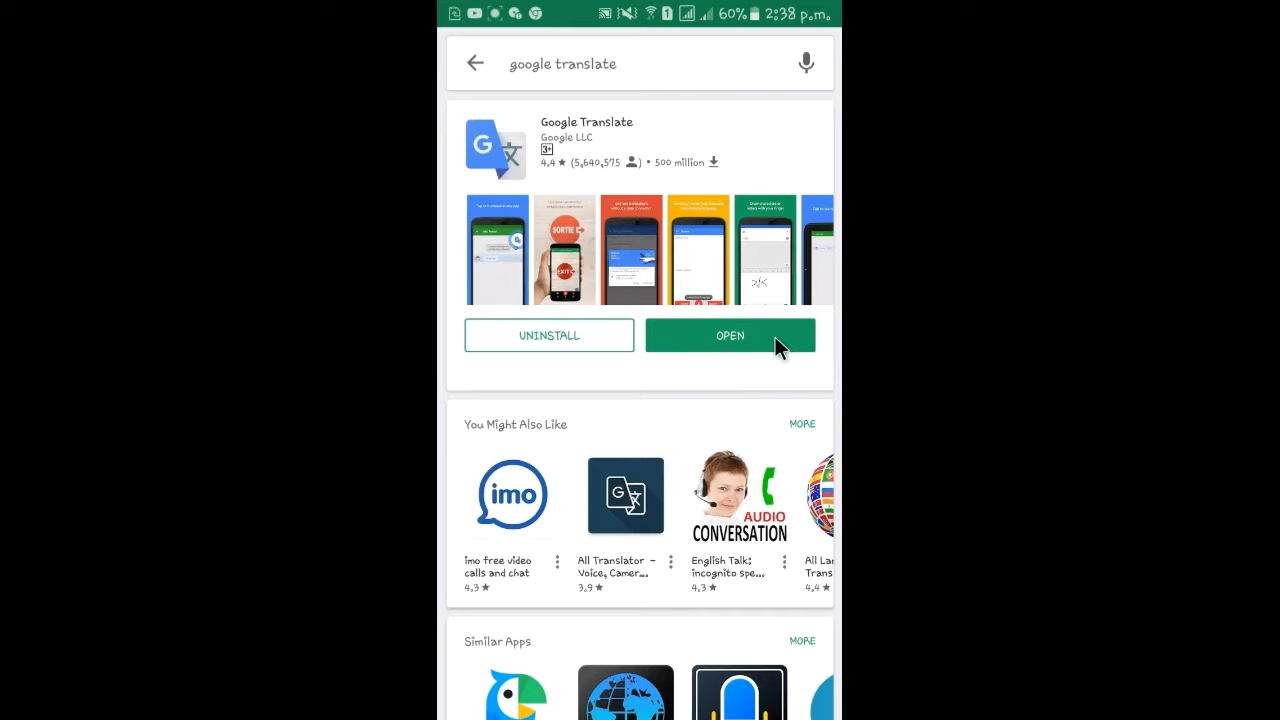 60% 2:38 p.m.
google translate
Google Translate
Google LLC
3+
4.4 ★ (5,640,575 ) • 500 million
SORTIE
EXIT
UNINSTALL
OPEN
You Might Also Like
MORE
imo
AUDIO
CONVERSATION
imo free video
calls and chat
4.3 ★
All Translator -
Voice, Camer...
3.9 ★
English Talk;
incognito spe...
4.3 ★
All La
Trans
4.4 ★
Similar Apps
MORE